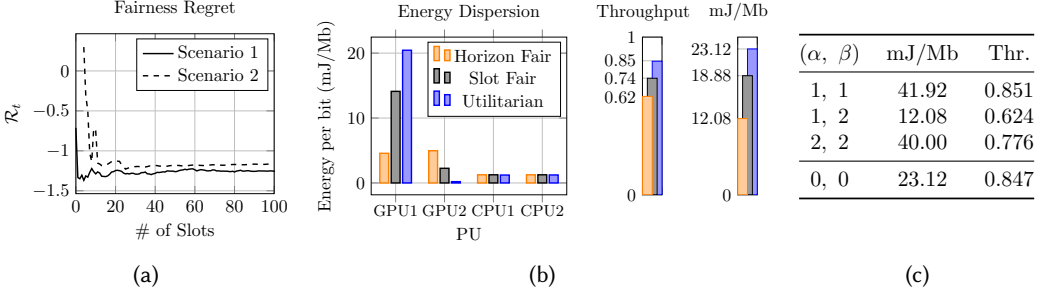 Fairness Regret
Scenario 1
Scenario 2
0
−0.5
−1
−1.5
R_t
0 20 40 60 80 100
# of Slots
(a)
Energy Dispersion
Horizon Fair
Slot Fair
Utilitarian
20
10
0
Energy per bit (mJ/Mb)
GPU1 GPU2 CPU1 CPU2
PU
Throughput
1
0.85
0.74
0.62
0
mJ/Mb
23.12
18.88
12.08
0
(b)
(α, β) mJ/Mb Thr.
1, 1 41.92 0.851
1, 2 12.08 0.624
2, 2 40.00 0.776
0, 0 23.12 0.847
(c)